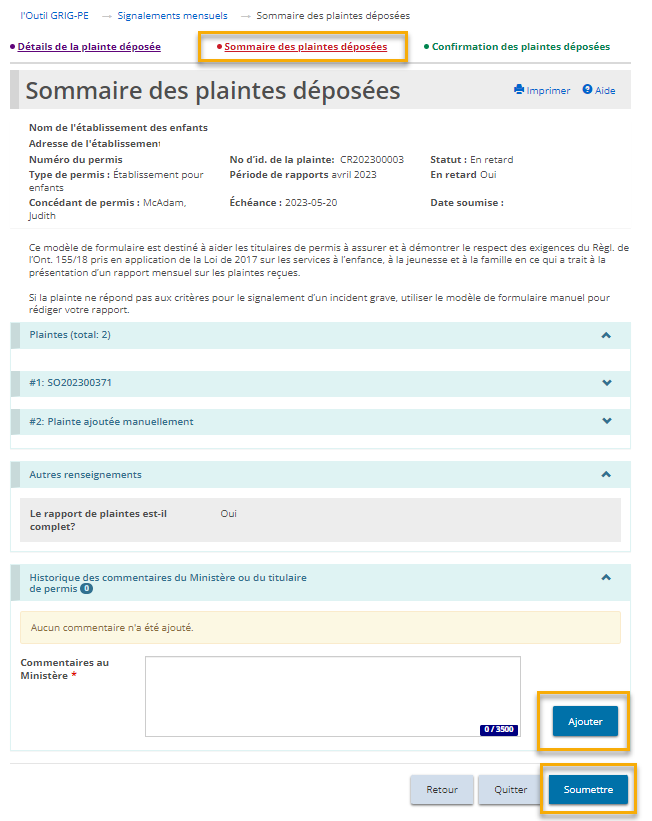 l'Outil GRIG-PE → Signalements mensuels → Sommaire des plaintes déposées
• Détails de la plainte déposée • Sommaire des plaintes déposées • Confirmation des plaintes déposées
Sommaire des plaintes déposées Imprimer Aide
Nom de l'établissement des enfants
Adresse de l'établissement
Numéro du permis No d'id. de la plainte: CR202300003 Statut : En retard
Type de permis : Établissement pour Période de rapports avril 2023 En retard Oui
enfants
Concédant de permis : McAdam, Échéance : 2023-05-20 Date soumise :
Judith
Ce modèle de formulaire est destiné à aider les titulaires de permis à assurer et à démontrer le respect des exigences du Règl. de
l'Ont. 155/18 pris en application de la Loi de 2017 sur les services à l'enfance, à la jeunesse et à la famille en ce qui a trait à la
présentation d'un rapport mensuel sur les plaintes reçues.
Si la plainte ne répond pas aux critères pour le signalement d'un incident grave, utiliser le modèle de formulaire manuel pour
rédiger votre rapport.
Plaintes (total: 2)
#1: SO202300371
#2: Plainte ajoutée manuellement
Autres renseignements
Le rapport de plaintes est-il Oui
complet?
Historique des commentaires du Ministère ou du titulaire
de permis 0
Aucun commentaire n'a été ajouté.
Commentaires au
Ministère *
0 / 3500
Ajouter
Retour Quitter Soumettre